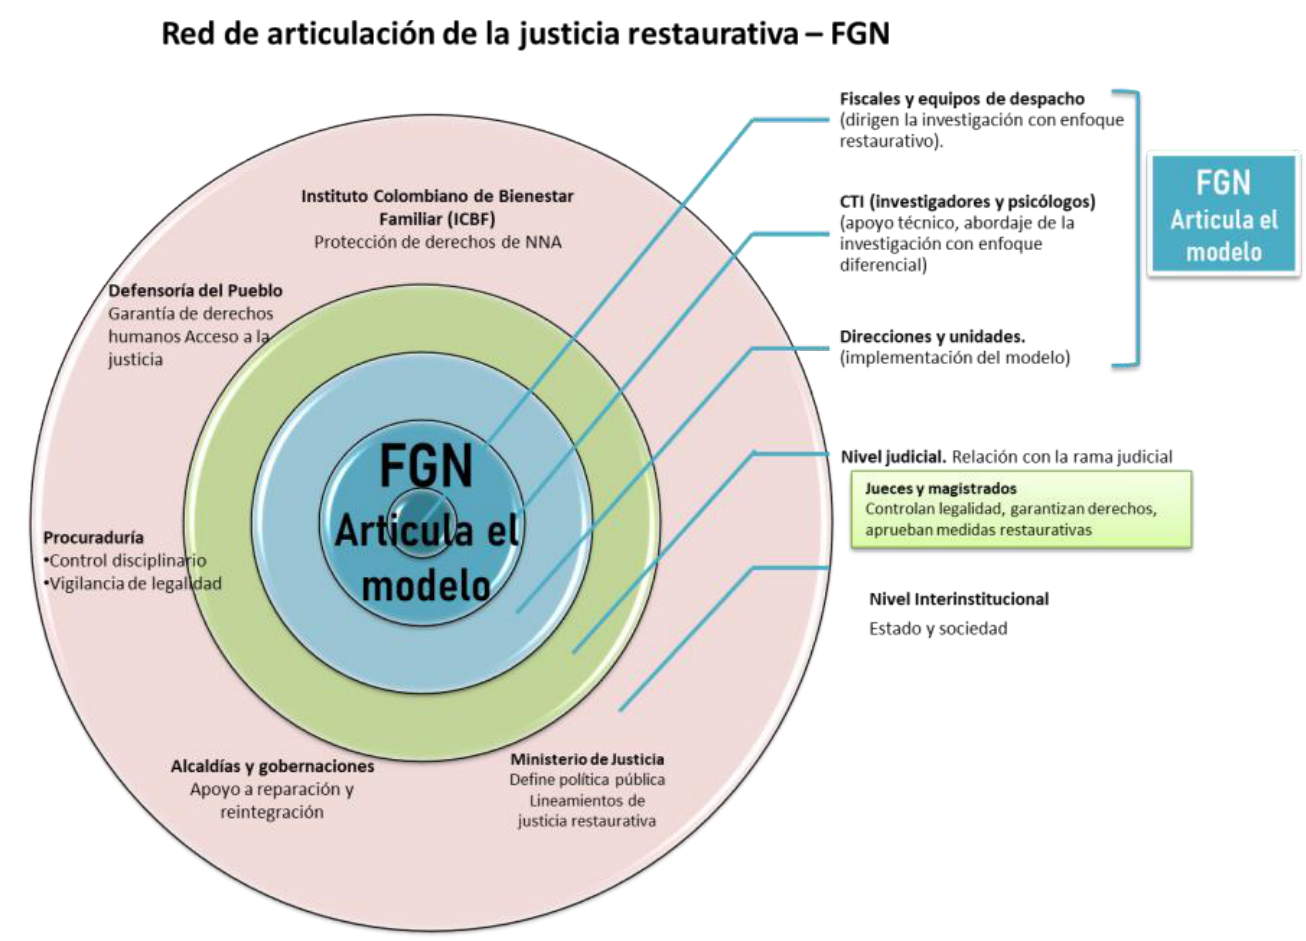 Red de articulación de la justicia restaurativa – FGN
Fiscales y equipos de despacho
(dirigen la investigación con enfoque
restaurativo).
FGN
Articula el
modelo
CTI (investigadores y psicólogos)
(apoyo técnico, abordaje de la
investigación con enfoque
diferencial)
Direcciones y unidades.
(implementación del modelo)
Nivel judicial. Relación con la rama judicial
Jueces y magistrados
Controlan legalidad, garantizan derechos,
aprueban medidas restaurativas
Nivel Interinstitucional
Estado y sociedad
Instituto Colombiano de Bienestar
Familiar (ICBF)
Protección de derechos de NNA
Defensoría del Pueblo
Garantía de derechos
humanos Acceso a la
justicia
FGN
Articula el
modelo
Procuraduría
•Control disciplinario
•Vigilancia de legalidad
Alcaldías y gobernaciones
Apoyo a reparación y
reintegración
Ministerio de Justicia
Define política pública
Lineamientos de
justicia restaurativa